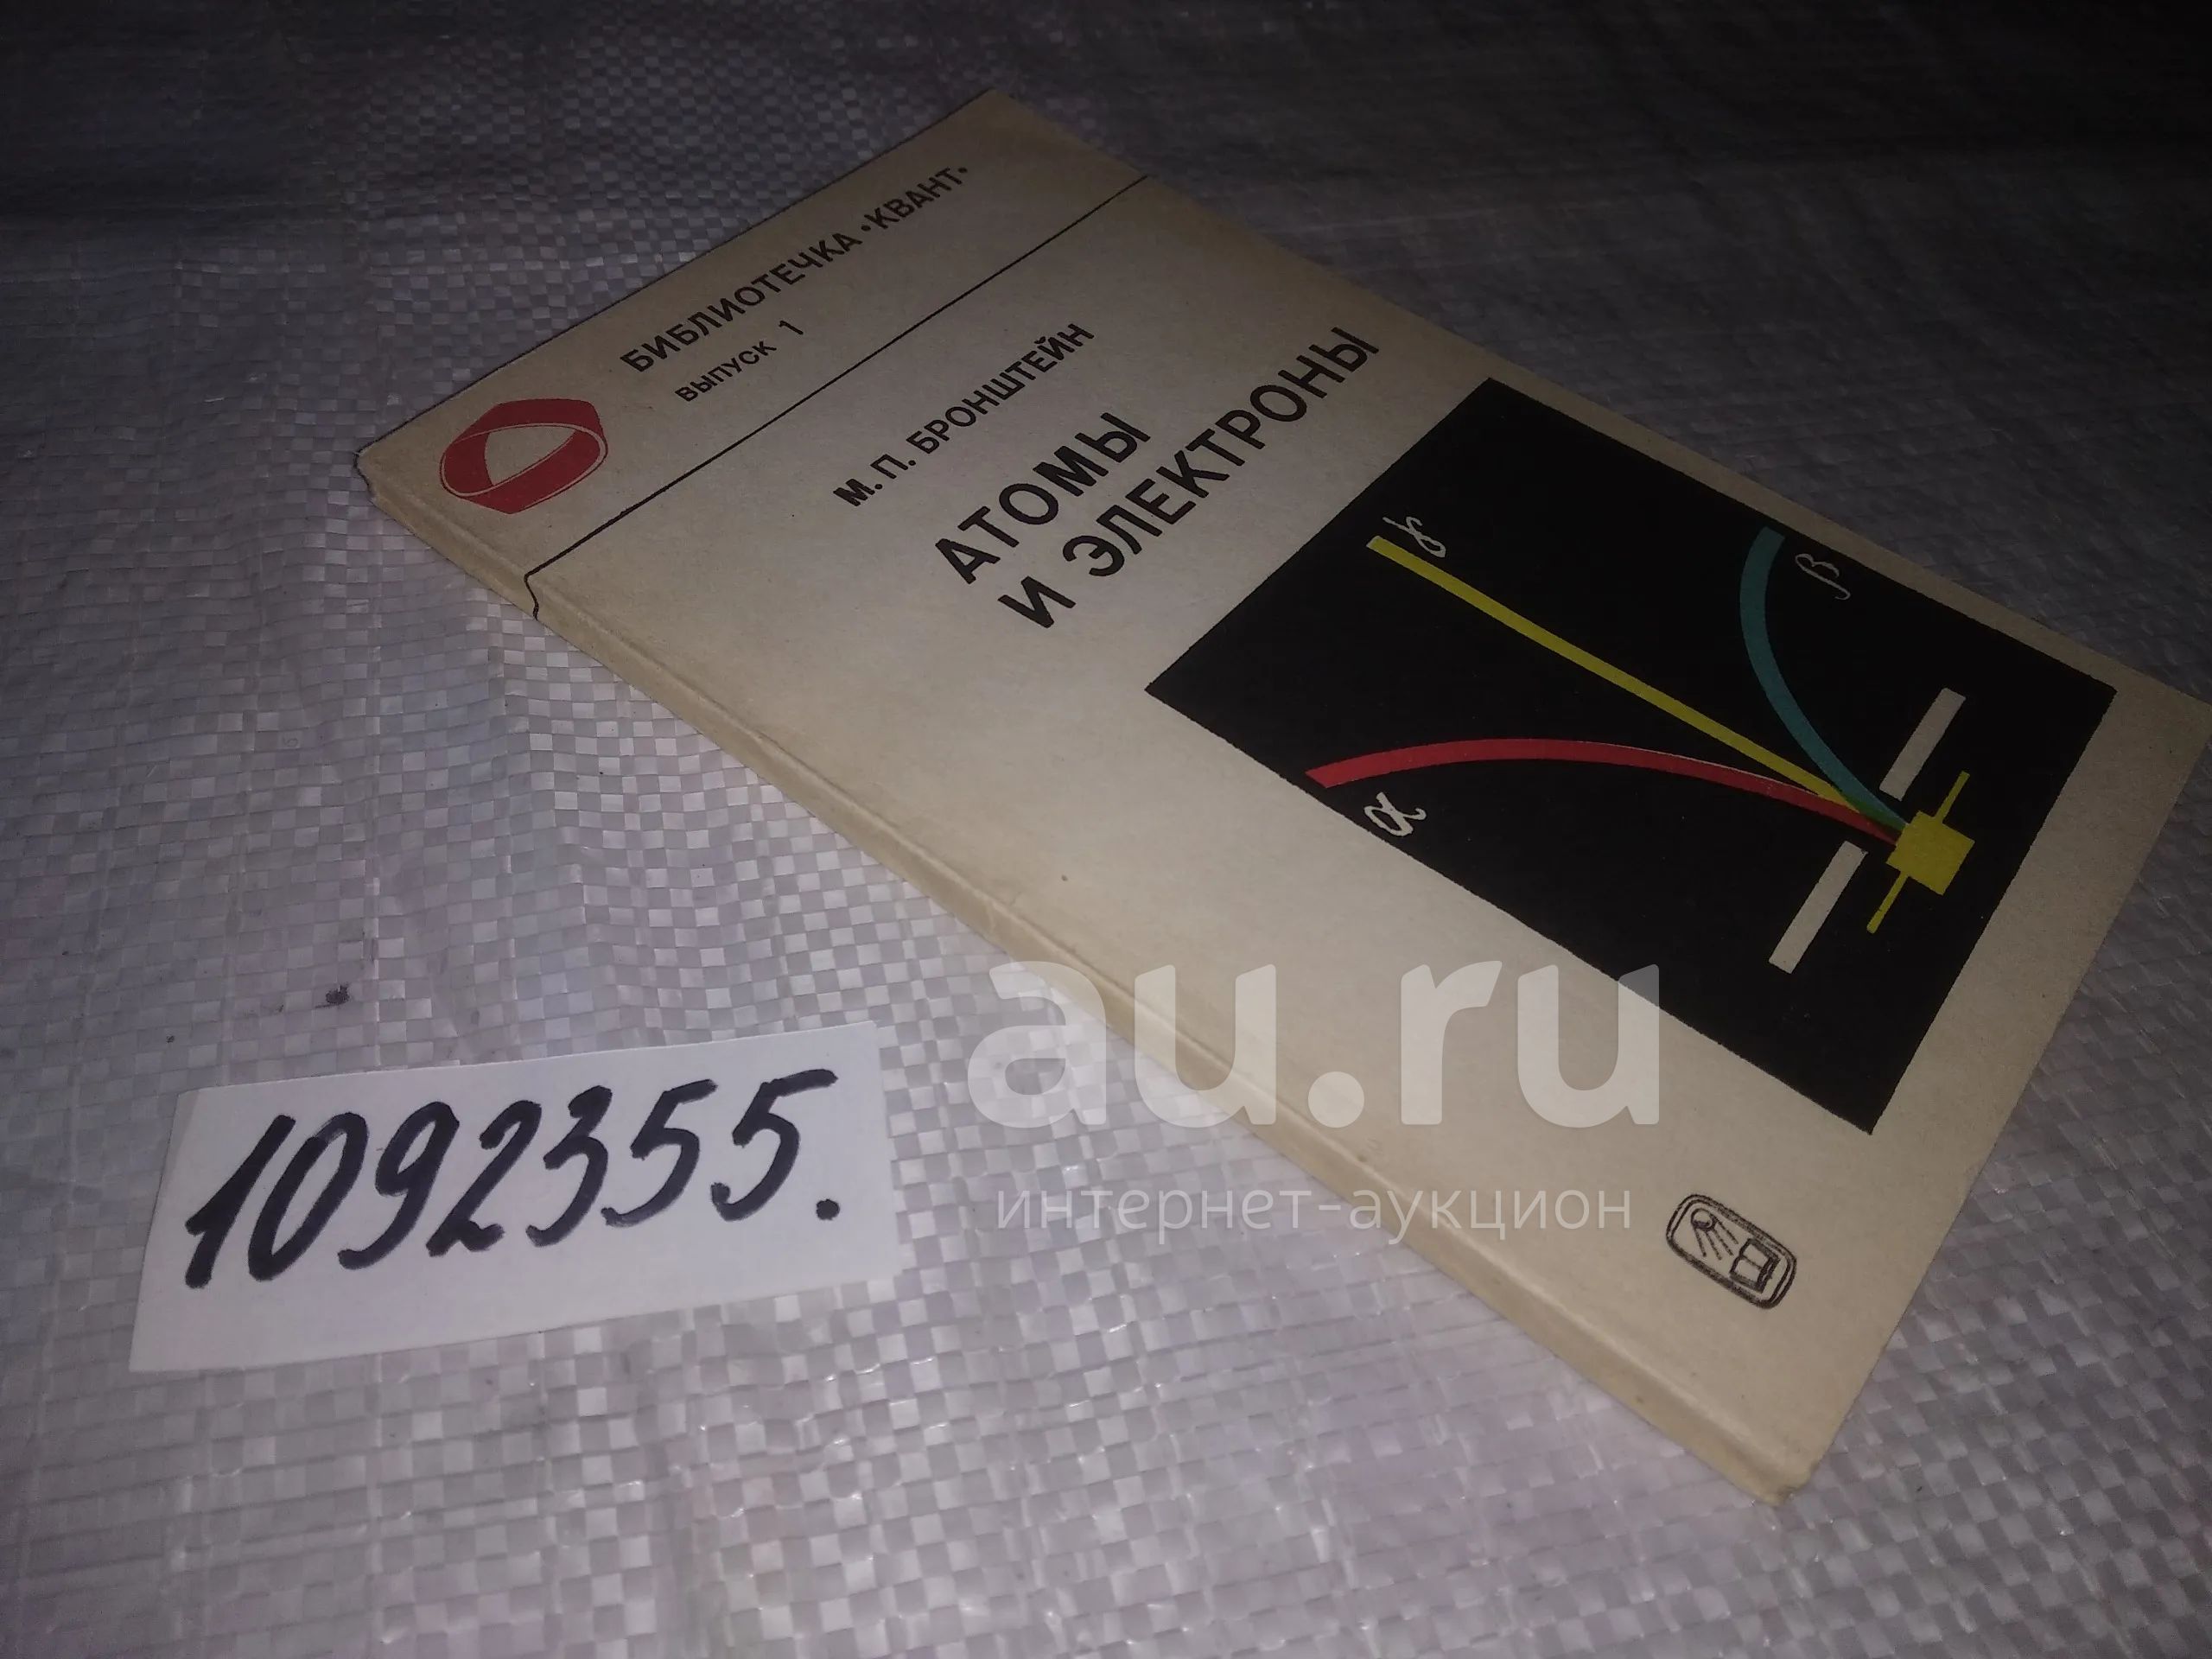 БИБЛИОТЕЧКА •КВАНТ•
ВЫПУСК 1
М. П. БРОНШТЕЙН
АТОМЫ
И ЭЛЕКТРОНЫ
γ
β
α
au.ru
интернет-аукцион
1092355.